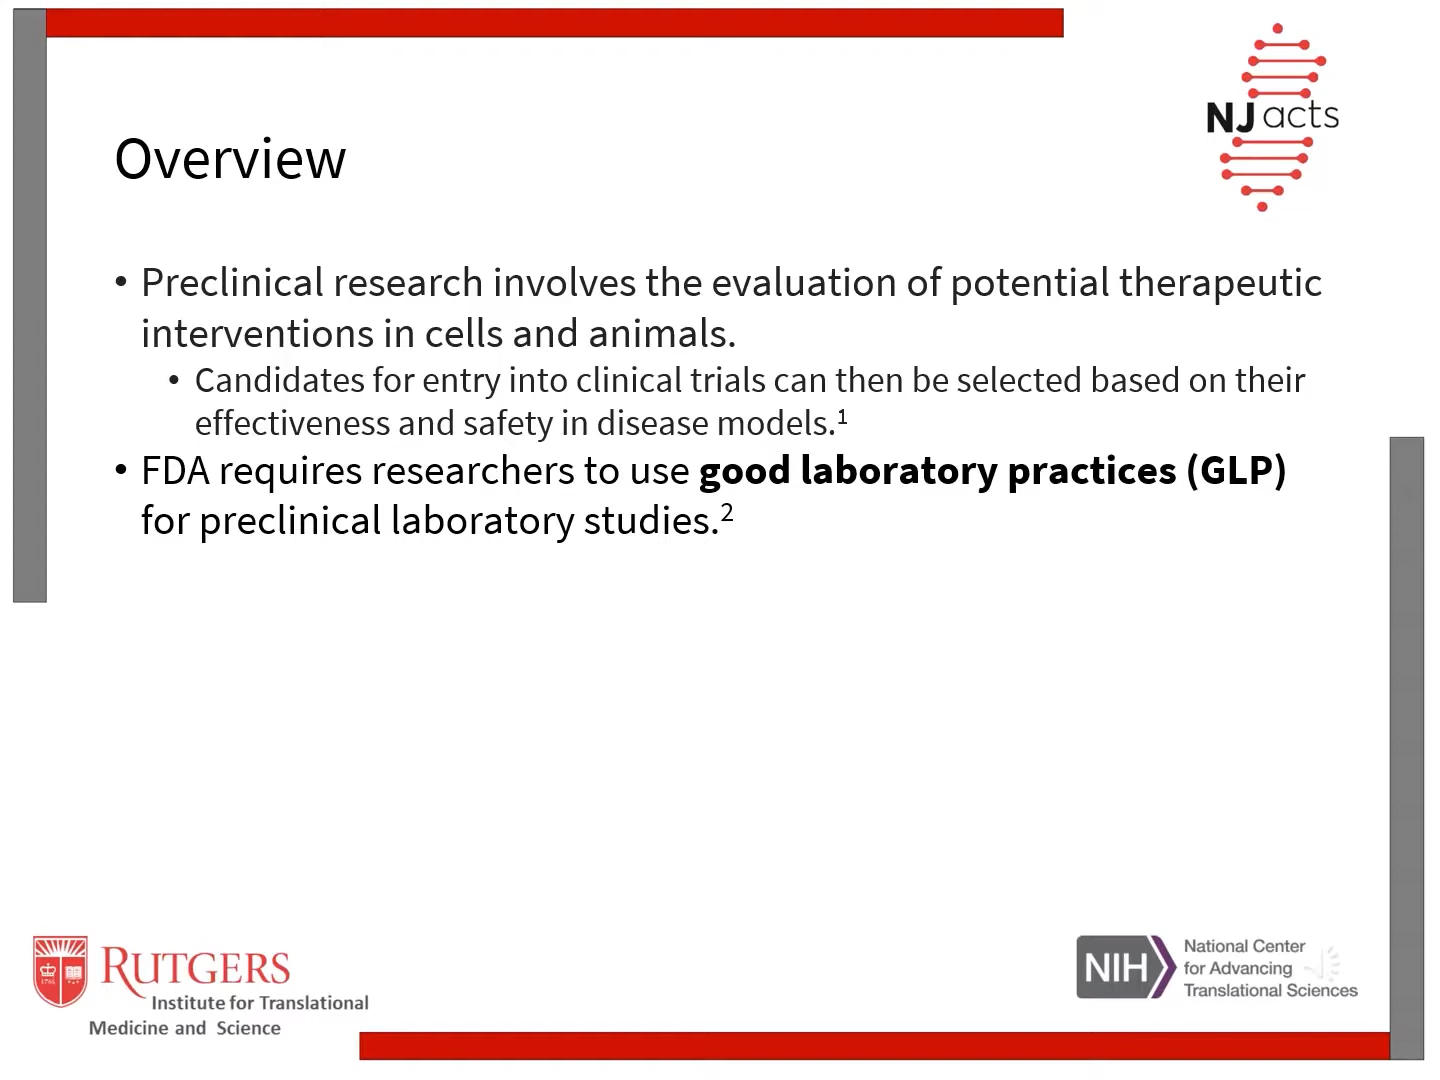 NJ acts
Overview
• Preclinical research involves the evaluation of potential therapeutic
interventions in cells and animals.
• Candidates for entry into clinical trials can then be selected based on their
effectiveness and safety in disease models.¹
• FDA requires researchers to use good laboratory practices (GLP)
for preclinical laboratory studies.²
1766
RUTGERS
Institute for Translational
Medicine and Science
NIH
National Center
for Advancing
Translational Sciences